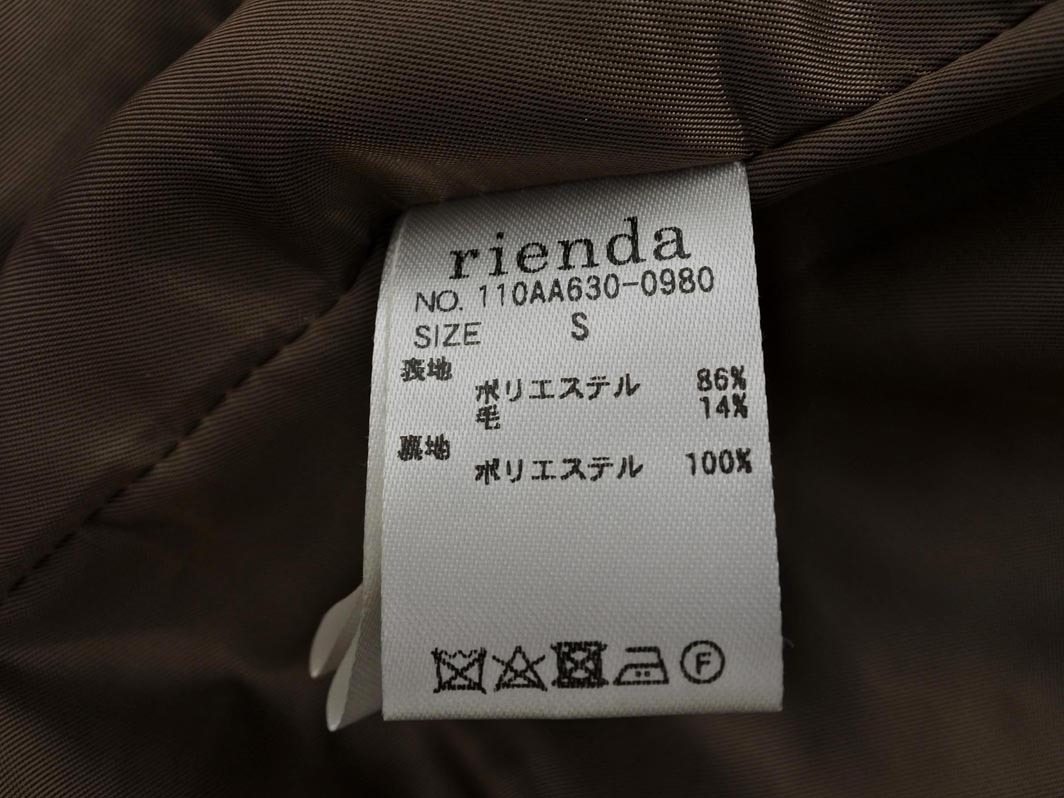 rienda
NO. 110AA630-0980
SIZE S
表地
ポリエステル 86%
毛 14%
裏地
ポリエステル 100%
F